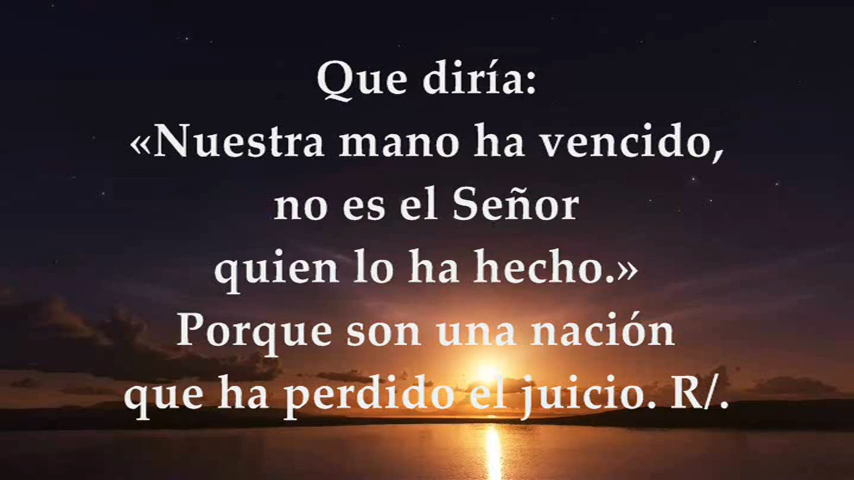 Que diría:
«Nuestra mano ha vencido,
no es el Señor
quien lo ha hecho.»
Porque son una nación
que ha perdido el juicio. R/.